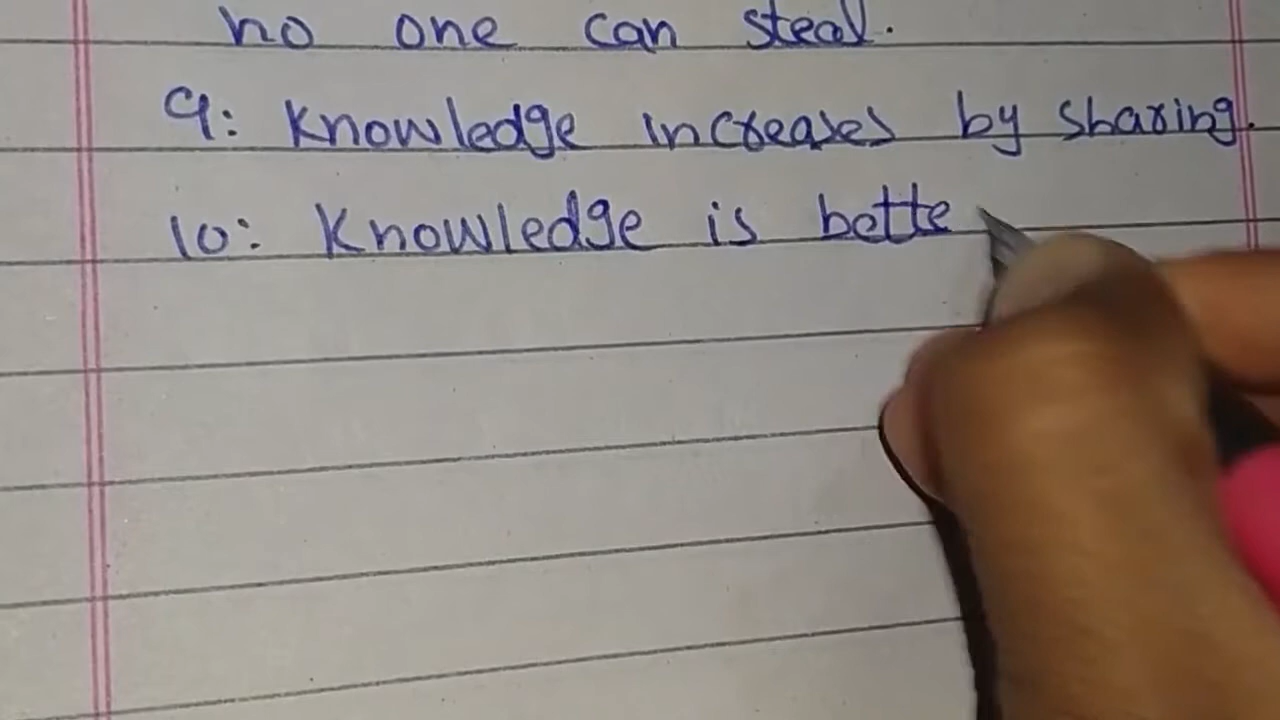 no one can steal.
9: Knowledge increases by sharing.
10: Knowledge is bette